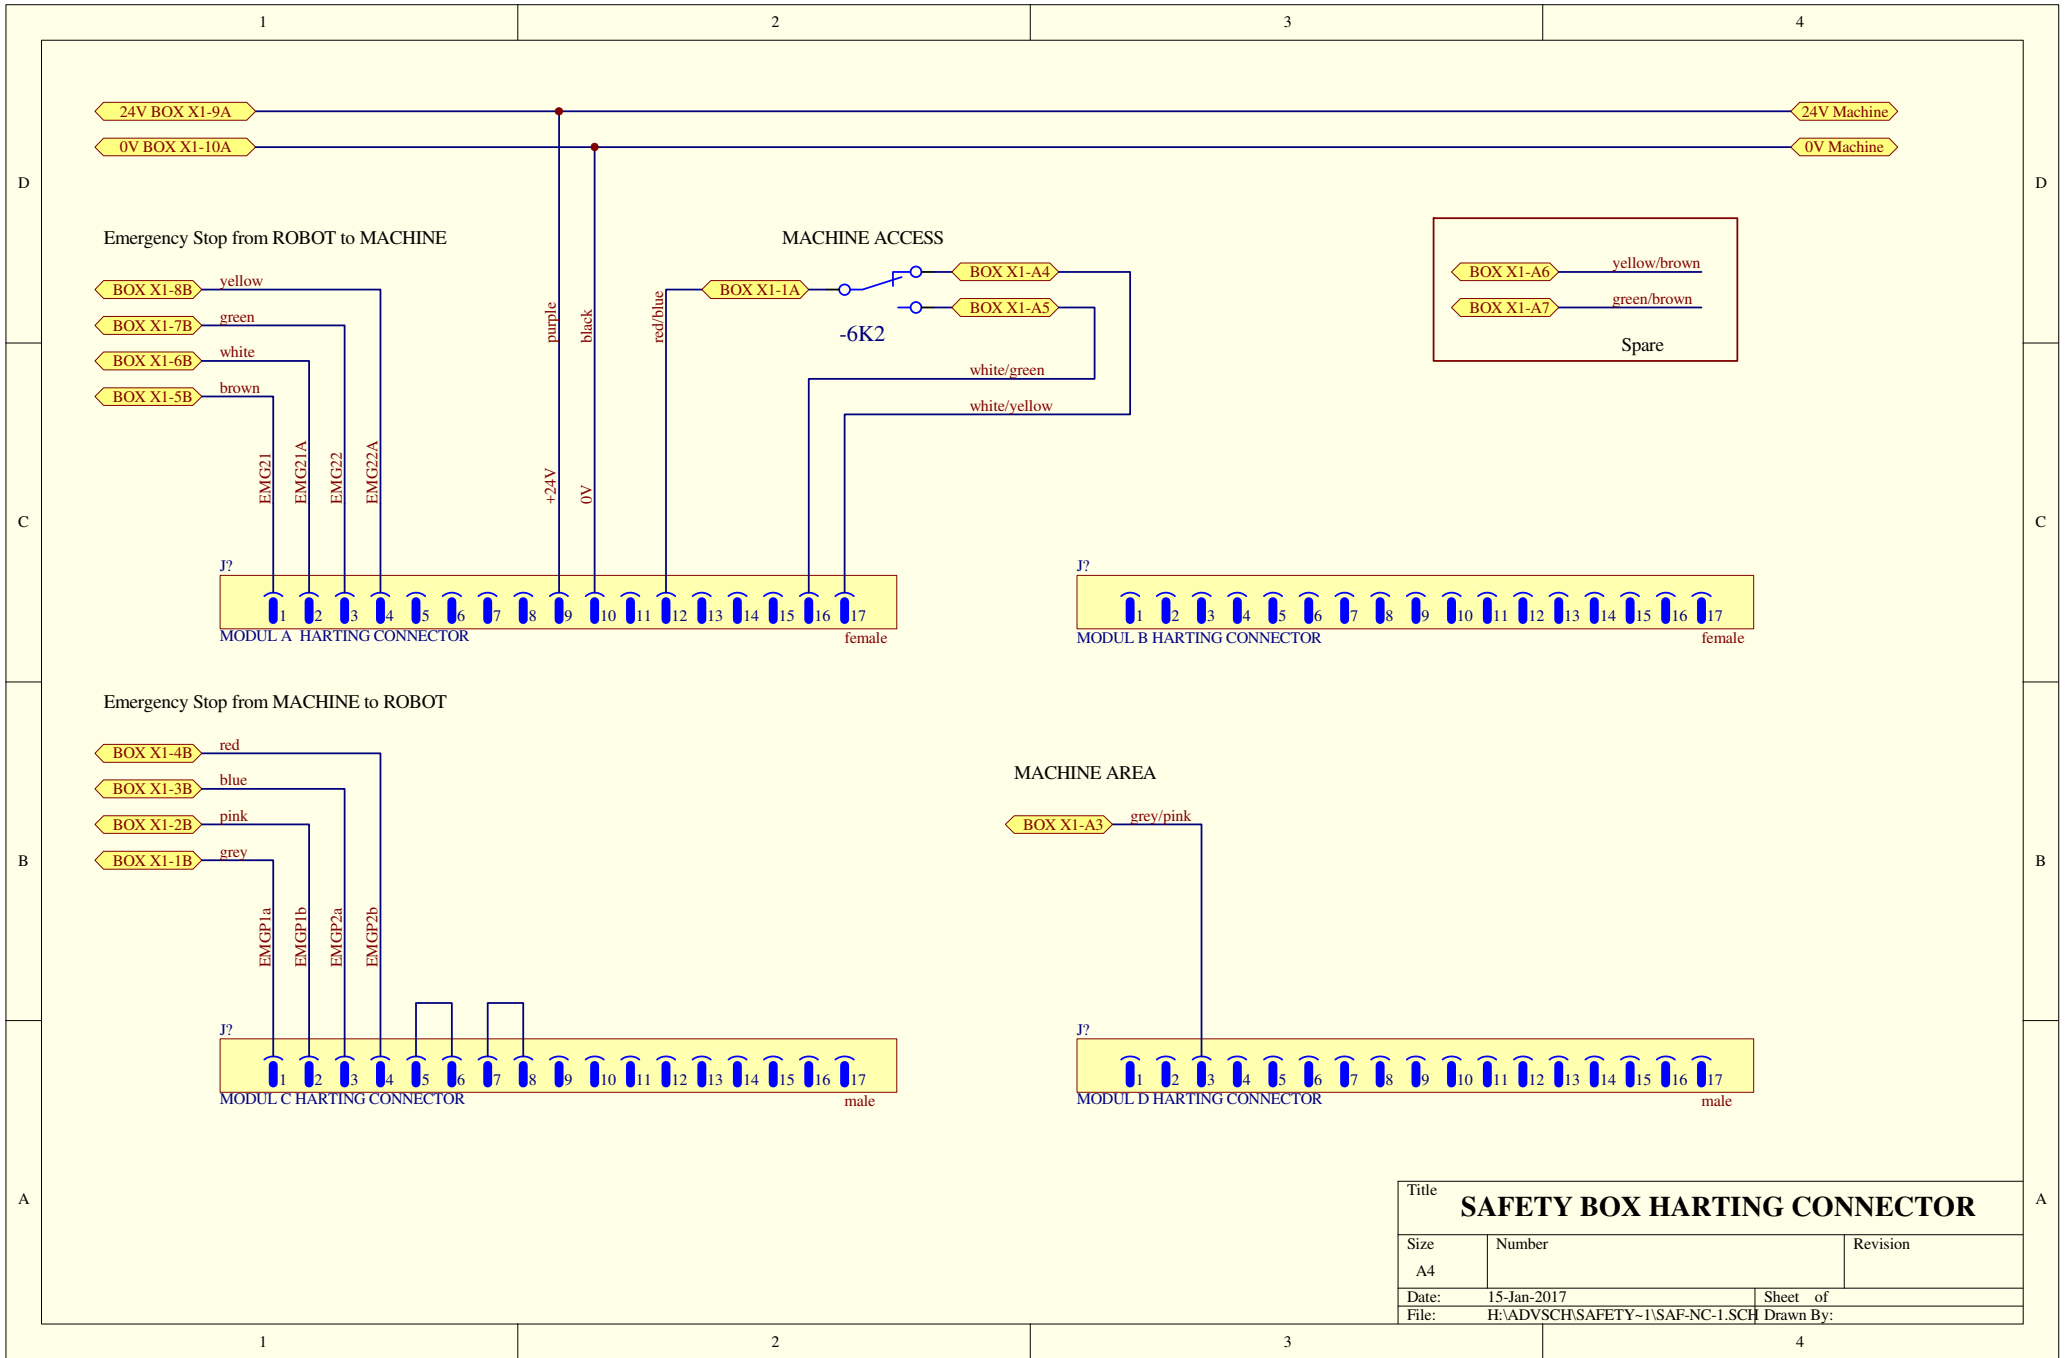 1 2 3 4
24V BOX X1-9A 24V Machine
0V BOX X1-10A 0V Machine
D D
Emergency Stop from ROBOT to MACHINE
BOX X1-8B yellow
BOX X1-7B green
BOX X1-6B white
BOX X1-5B brown
EMG21
EMG21A
EMG22
EMG22A
purple
+24V
black
0V
red/blue
MACHINE ACCESS
BOX X1-1A
BOX X1-A4
BOX X1-A5
-6K2
white/green
white/yellow
BOX X1-A6 yellow/brown
BOX X1-A7 green/brown
Spare
C C
J?
1 2 3 4 5 6 7 8 9 10 11 12 13 14 15 16 17
MODUL A HARTING CONNECTOR female
J?
1 2 3 4 5 6 7 8 9 10 11 12 13 14 15 16 17
MODUL B HARTING CONNECTOR female
Emergency Stop from MACHINE to ROBOT
BOX X1-4B red
BOX X1-3B blue
BOX X1-2B pink
BOX X1-1B grey
EMGP1a
EMGP1b
EMGP2a
EMGP2b
MACHINE AREA
BOX X1-A3 grey/pink
B B
J?
1 2 3 4 5 6 7 8 9 10 11 12 13 14 15 16 17
MODUL C HARTING CONNECTOR male
J?
1 2 3 4 5 6 7 8 9 10 11 12 13 14 15 16 17
MODUL D HARTING CONNECTOR male
A A
Title SAFETY BOX HARTING CONNECTOR
Size Number Revision
A4
Date: 15-Jan-2017 Sheet of
File: H:\ADVSCH\SAFETY~1\SAF-NC-1.SCH Drawn By:
1 2 3 4